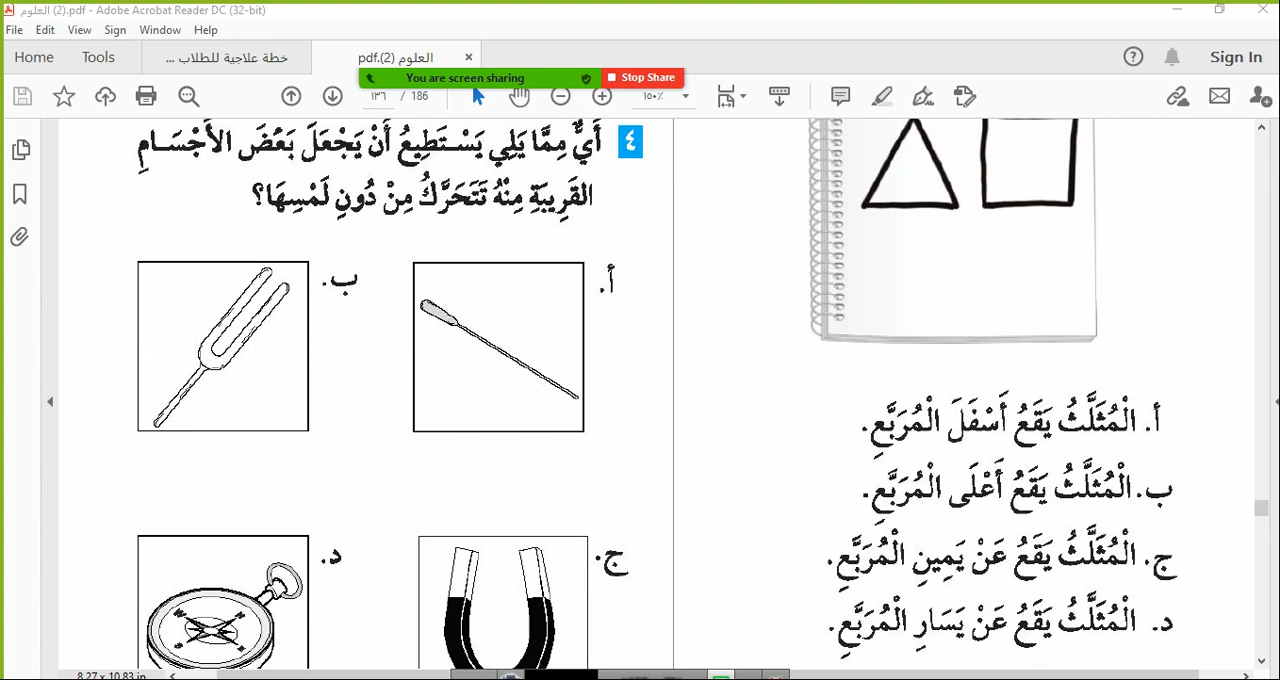 العلوم (2).pdf - Adobe Acrobat Reader DC (32-bit)
File Edit View Sign Window Help
Home Tools خطة علاجية للطلاب ... العلوم (2).pdf × Sign In
You are screen sharing Stop Share
١٣٦ / 186 ١٥٠٪
٤ أَيٌّ مِمَّا يَلِي يَسْتَطِيعُ أَنْ يَجْعَلَ بَعْضَ الأَجْسَامِ
القَرِيبَةِ مِنْهُ تَتَحَرَّكُ مِنْ دُونِ لَمْسِهَا؟
أ.
ب.
ج.
د.
أ. الْمُثَلَّثُ يَقَعُ أَسْفَلَ الْمُرَبَّعِ.
ب. الْمُثَلَّثُ يَقَعُ أَعْلَى الْمُرَبَّعِ.
ج. الْمُثَلَّثُ يَقَعُ عَنْ يَمِينِ الْمُرَبَّعِ.
د. الْمُثَلَّثُ يَقَعُ عَنْ يَسَارِ الْمُرَبَّعِ.
8.27 x 10.83 in